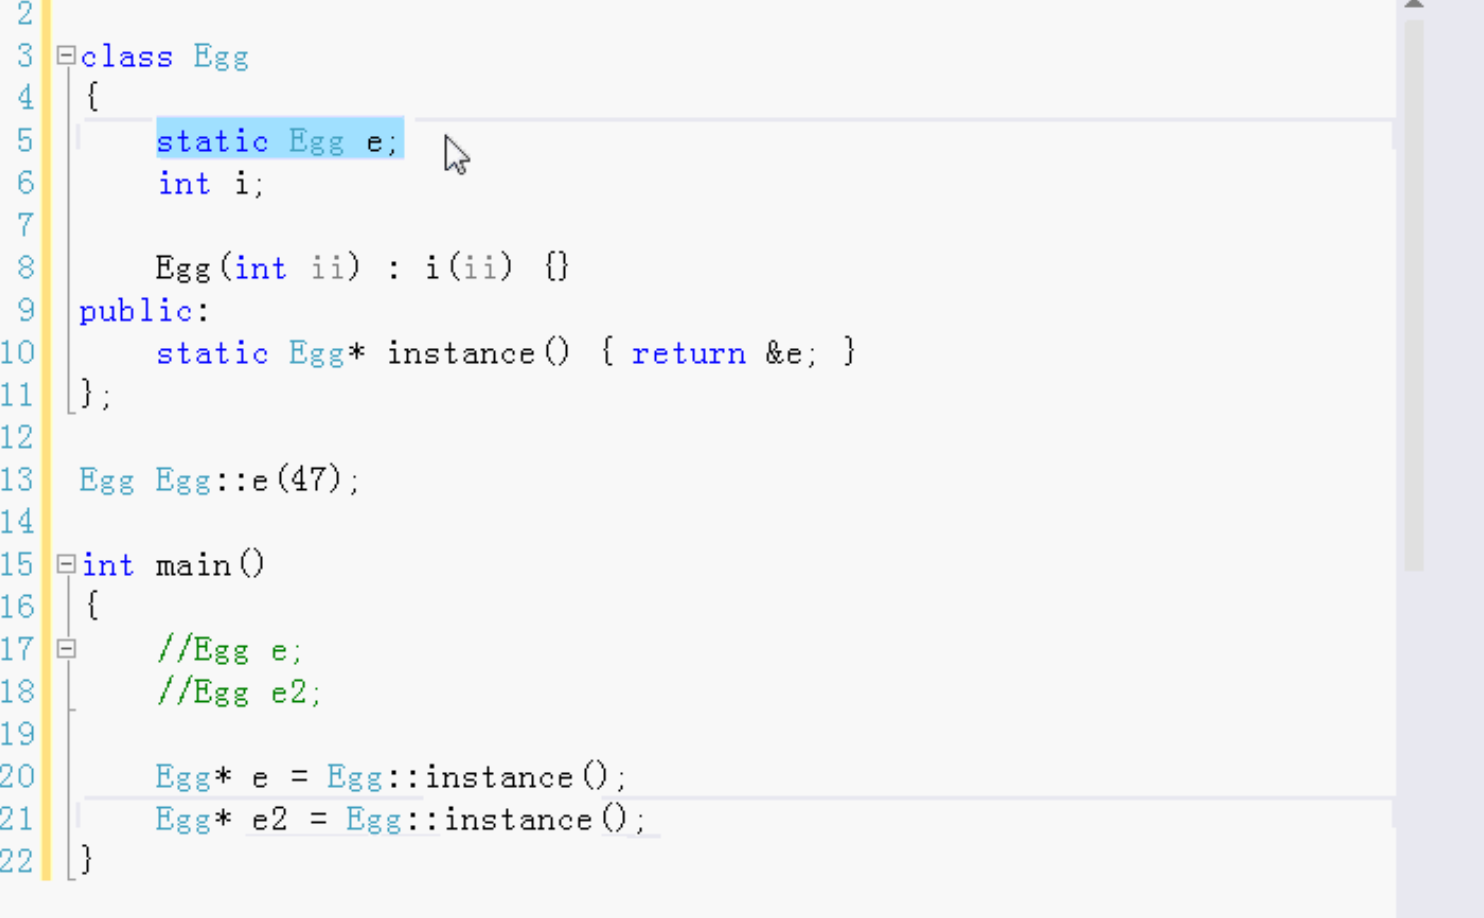 2
3 class Egg
4 {
5 static Egg e;
6 int i;
7
8 Egg(int ii) : i(ii) {}
9 public:
10 static Egg* instance() { return &e; }
11 };
12
13 Egg Egg::e(47);
14
15 int main()
16 {
17 //Egg e;
18 //Egg e2;
19
20 Egg* e = Egg::instance();
21 Egg* e2 = Egg::instance();
22 }